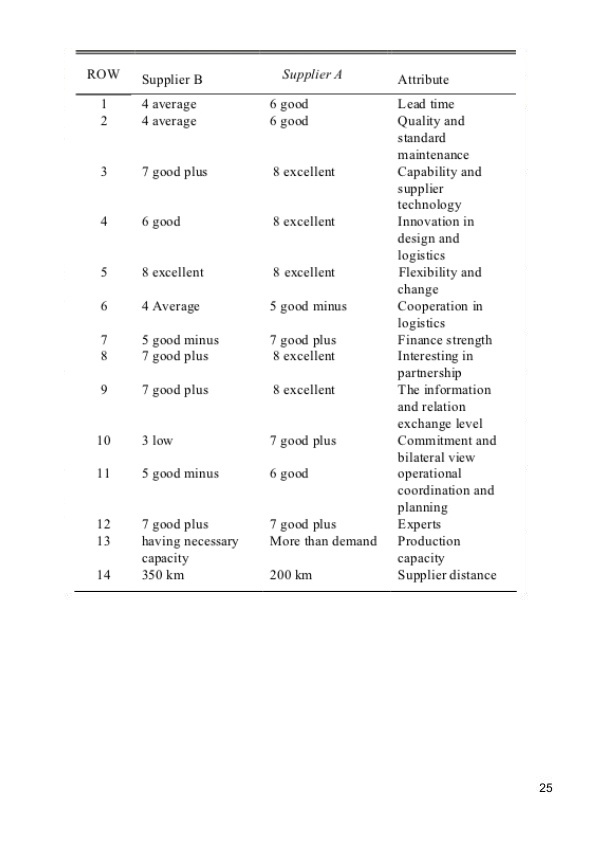 ROW Supplier B Supplier A Attribute
1 4 average 6 good Lead time
2 4 average 6 good Quality and
standard
maintenance
3 7 good plus 8 excellent Capability and
supplier
technology
4 6 good 8 excellent Innovation in
design and
logistics
5 8 excellent 8 excellent Flexibility and
change
6 4 Average 5 good minus Cooperation in
logistics
7 5 good minus 7 good plus Finance strength
8 7 good plus 8 excellent Interesting in
partnership
9 7 good plus 8 excellent The information
and relation
exchange level
10 3 low 7 good plus Commitment and
bilateral view
11 5 good minus 6 good operational
coordination and
planning
12 7 good plus 7 good plus Experts
13 having necessary More than demand Production
capacity capacity
14 350 km 200 km Supplier distance
25